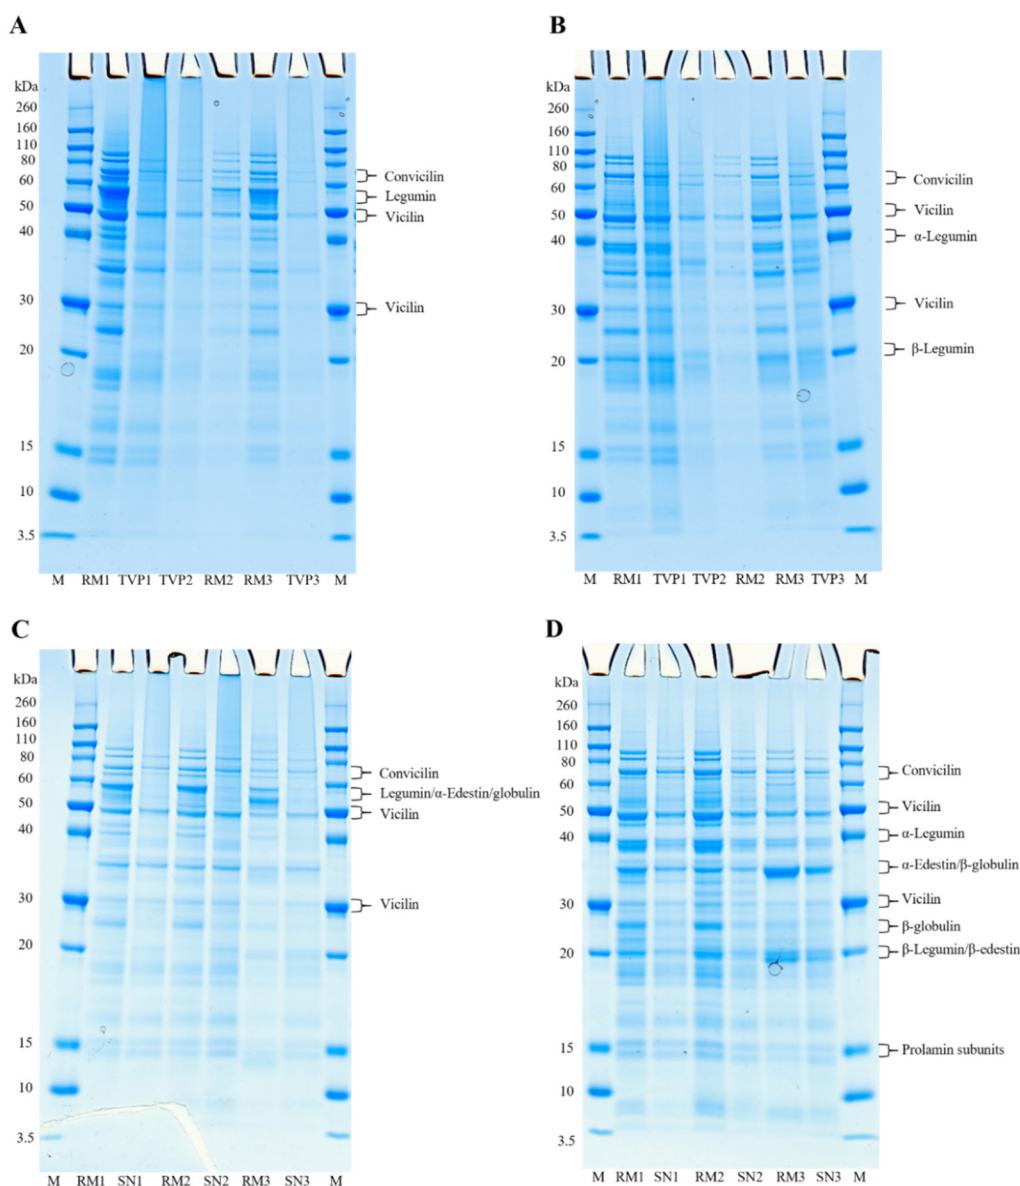 A
kDa
260
160
110
80
60
50
40
30
20
15
10
3.5
Convicilin
Legumin
Vicilin
Vicilin
M RM1 TVP1 TVP2 RM2 RM3 TVP3 M
B
kDa
260
160
110
80
60
50
40
30
20
15
10
3.5
Convicilin
Vicilin
α-Legumin
Vicilin
β-Legumin
M RM1 TVP1 TVP2 RM2 RM3 TVP3 M
C
kDa
260
160
110
80
60
50
40
30
20
15
10
3.5
Convicilin
Legumin/α-Edestin/globulin
Vicilin
Vicilin
M RM1 SN1 RM2 SN2 RM3 SN3 M
D
kDa
260
160
110
80
60
50
40
30
20
15
10
3.5
Convicilin
Vicilin
α-Legumin
α-Edestin/β-globulin
Vicilin
β-globulin
β-Legumin/β-edestin
Prolamin subunits
M RM1 SN1 RM2 SN2 RM3 SN3 M